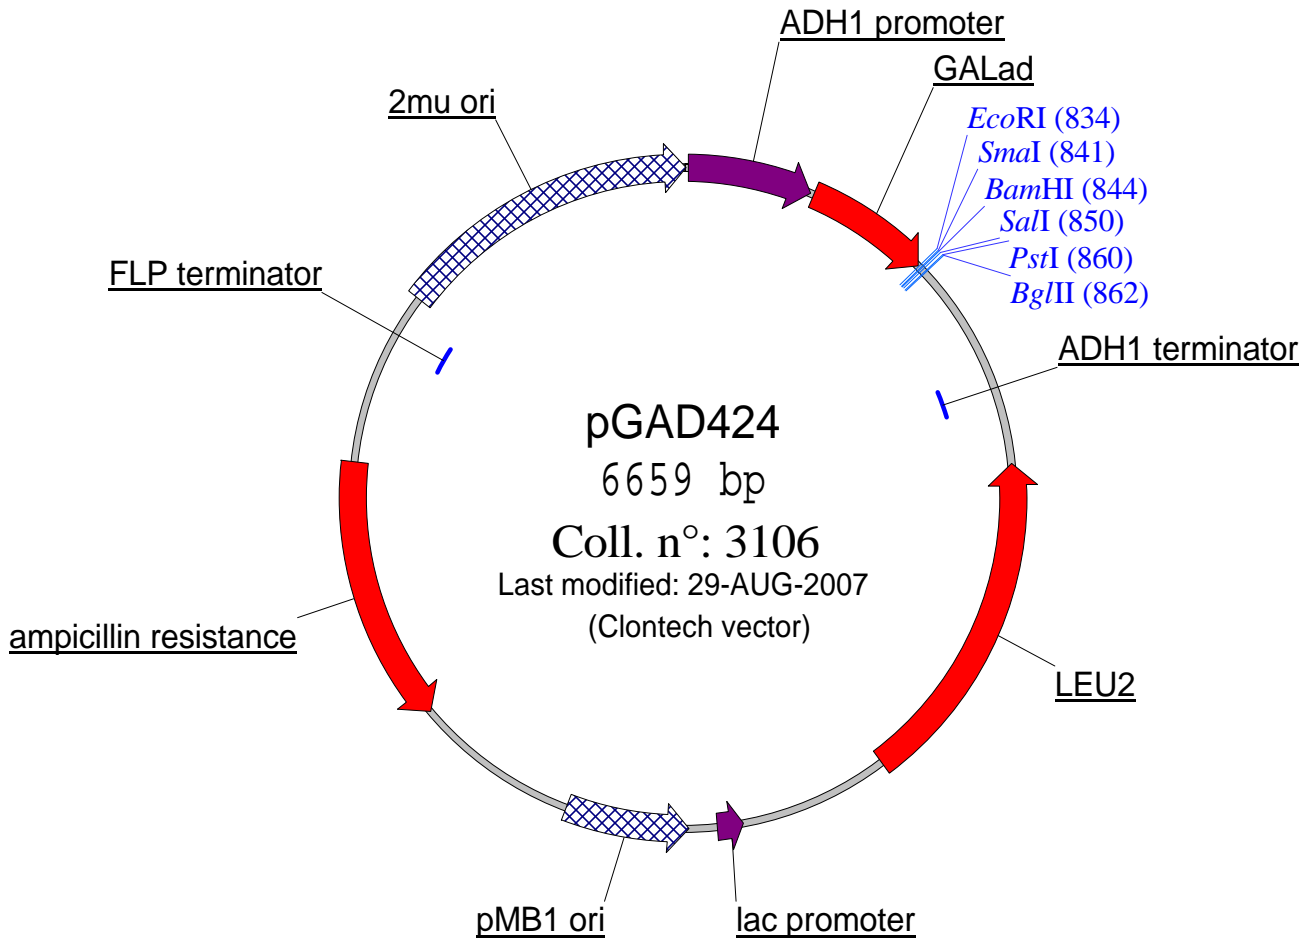 ADH1 promoter
GALad
2mu ori
EcoRI (834)
SmaI (841)
BamHI (844)
SalI (850)
PstI (860)
BglII (862)
FLP terminator
ADH1 terminator
pGAD424
6659 bp
Coll. n°: 3106
Last modified: 29-AUG-2007
(Clontech vector)
ampicillin resistance
LEU2
pMB1 ori
lac promoter